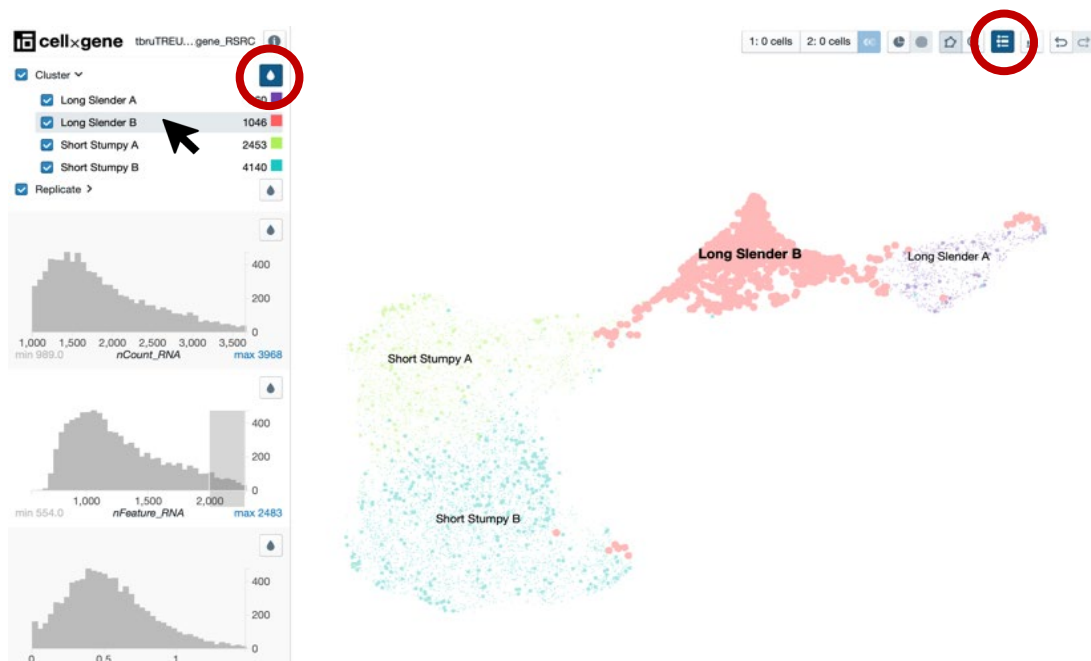 cellxgene tbruTREU... gene_RSRC
1: 0 cells 2: 0 cells
Cluster
Long Slender A
Long Slender B 1046
Short Stumpy A 2453
Short Stumpy B 4140
Replicate
400
200
0
1,000 1,500 2,000 2,500 3,000 3,500
min 989.0 nCount_RNA max 3968
400
200
0
1,000 1,500 2,000
min 554.0 nFeature_RNA max 2483
400
200
0
0 0.5 1
Long Slender B
Long Slender A
Short Stumpy A
Short Stumpy B